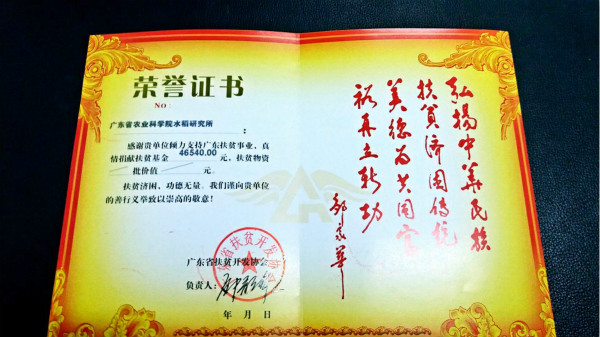 荣誉证书
NO:
广东省农业科学院水稻研究所
感谢贵单位倾力支持广东扶贫事业,真
情捐献扶贫基金 46540.00 元,扶贫物资
/ 批价值 / 元。
扶贫济困,功德无量。我们谨向贵单位
的善行义举致以崇高的敬意!
广东省扶贫开发协会
负责人:
年 月 日
弘扬中华民族
扶贫济困传统
美德为共同富
裕再立新功
邹家华